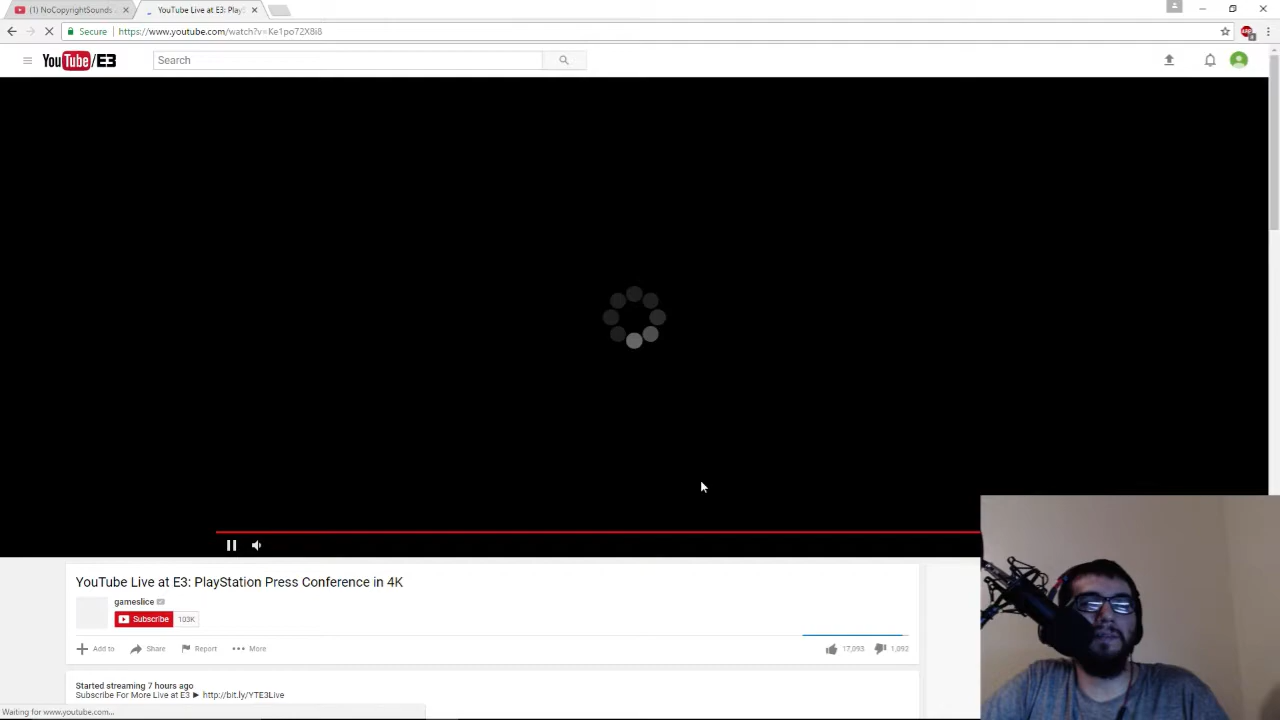 (1) NoCopyrightSounds
YouTube Live at E3: Play
Secure
https://www.youtube.com/watch?v=Ke1po72X8i8
YouTube/E3
Search
YouTube Live at E3: PlayStation Press Conference in 4K
gameslice
Subscribe 103K
Add to Share Report More 17,093 1,092
Started streaming 7 hours ago
Subscribe For More Live at E3 ► http://bit.ly/YTE3Live
Waiting for www.youtube.com...